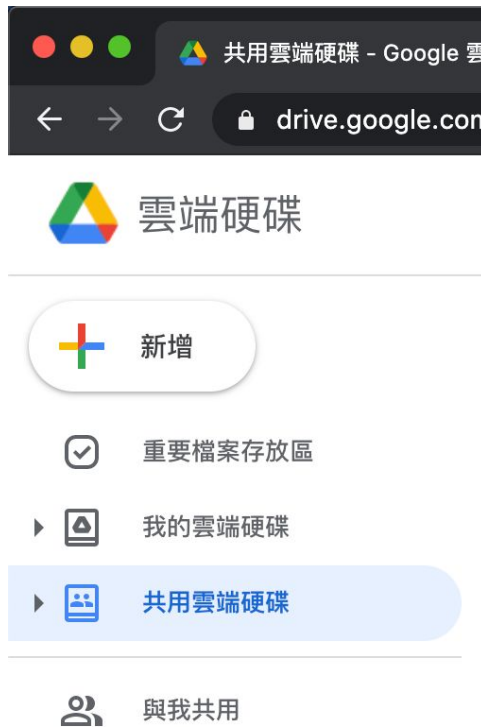 共用雲端硬碟 - Google 雲
drive.google.com
雲端硬碟
新增
重要檔案存放區
我的雲端硬碟
共用雲端硬碟
與我共用